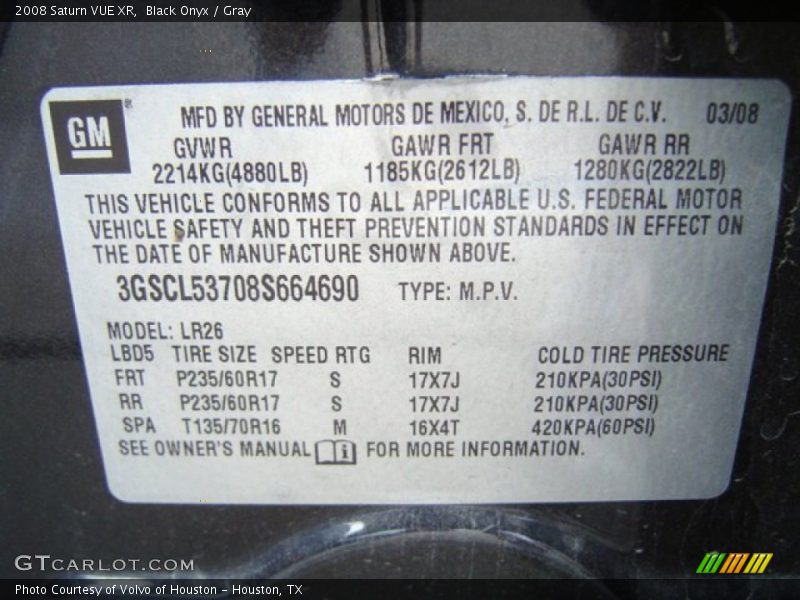 2008 Saturn VUE XR, Black Onyx / Gray
GM
®
MFD BY GENERAL MOTORS DE MEXICO, S. DE R.L. DE C.V. 03/08
GVWR GAWR FRT GAWR RR
2214KG(4880LB) 1185KG(2612LB) 1280KG(2822LB)
THIS VEHICLE CONFORMS TO ALL APPLICABLE U.S. FEDERAL MOTOR
VEHICLE SAFETY AND THEFT PREVENTION STANDARDS IN EFFECT ON
THE DATE OF MANUFACTURE SHOWN ABOVE.
3GSCL53708S664690 TYPE: M.P.V.
MODEL: LR26
LBD5 TIRE SIZE SPEED RTG RIM COLD TIRE PRESSURE
FRT P235/60R17 S 17X7J 210KPA(30PSI)
RR P235/60R17 S 17X7J 210KPA(30PSI)
SPA T135/70R16 M 16X4T 420KPA(60PSI)
SEE OWNER'S MANUAL i FOR MORE INFORMATION.
GTCARLOT.COM
Photo Courtesy of Volvo of Houston - Houston, TX